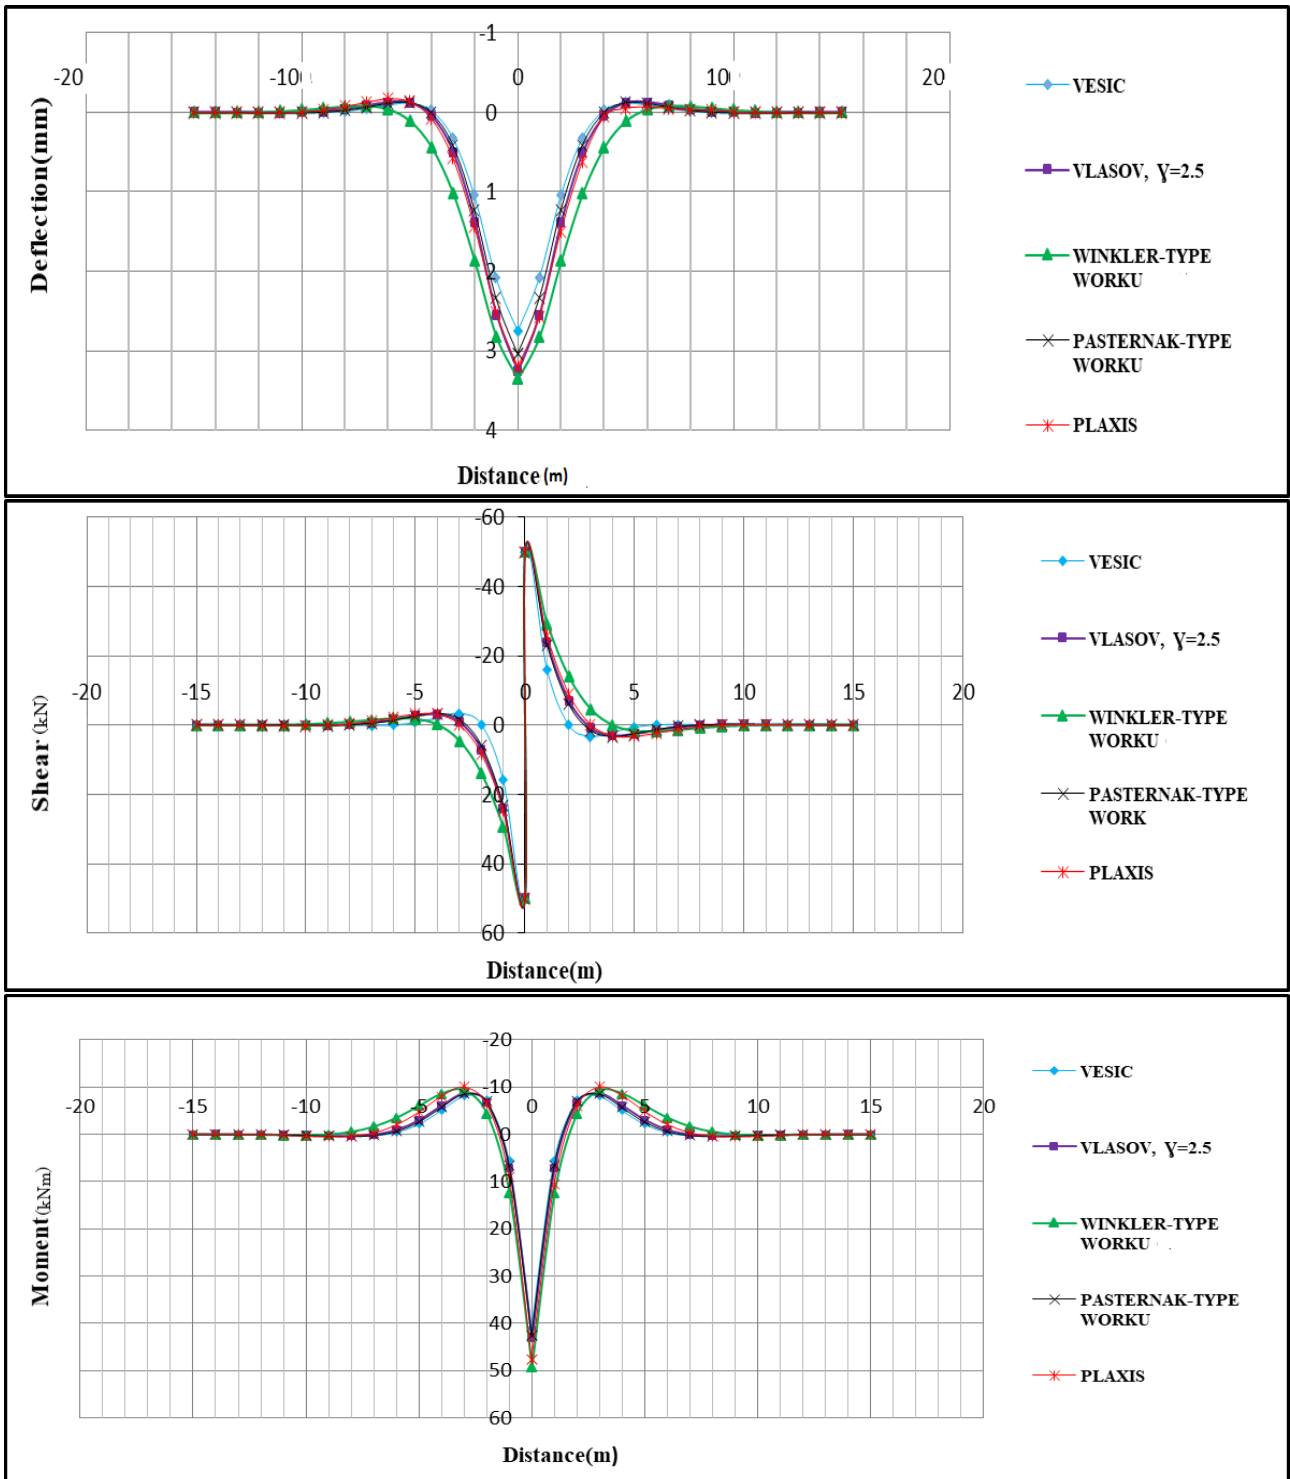 -1
-20
-10
0
10
20
0
1
2
3
4
Deflection(mm)
Distance (m)
VESIC
VLASOV, Ɣ=2.5
WINKLER-TYPE
WORKU
PASTERNAK-TYPE
WORKU
PLAXIS
-60
-40
-20
-20
-15
-10
-5
0
5
10
15
20
0
20
40
60
Shear (kN)
Distance(m)
VESIC
VLASOV, Ɣ=2.5
WINKLER-TYPE
WORKU
PASTERNAK-TYPE
WORK
PLAXIS
-20
-10
-20
-15
-10
-5
0
5
10
15
20
0
10
20
30
40
50
60
Moment(kNm)
Distance(m)
VESIC
VLASOV, Ɣ=2.5
WINKLER-TYPE
WORKU
PASTERNAK-TYPE
WORKU
PLAXIS